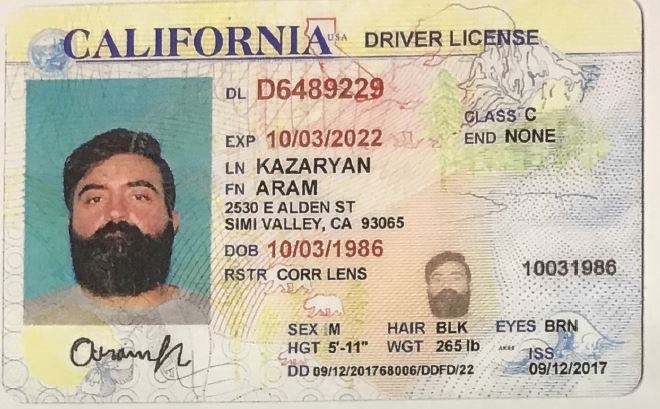 CALIFORNIA USA DRIVER LICENSE
DL D6489229
CLASS C
EXP 10/03/2022 END NONE
LN KAZARYAN
FN ARAM
2530 E ALDEN ST
SIMI VALLEY, CA 93065
DOB 10/03/1986
RSTR CORR LENS 10031986
SEX M HAIR BLK EYES BRN
HGT 5'-11" WGT 265 lb
ISS
DD 09/12/201768006/DDFD/22 09/12/2017